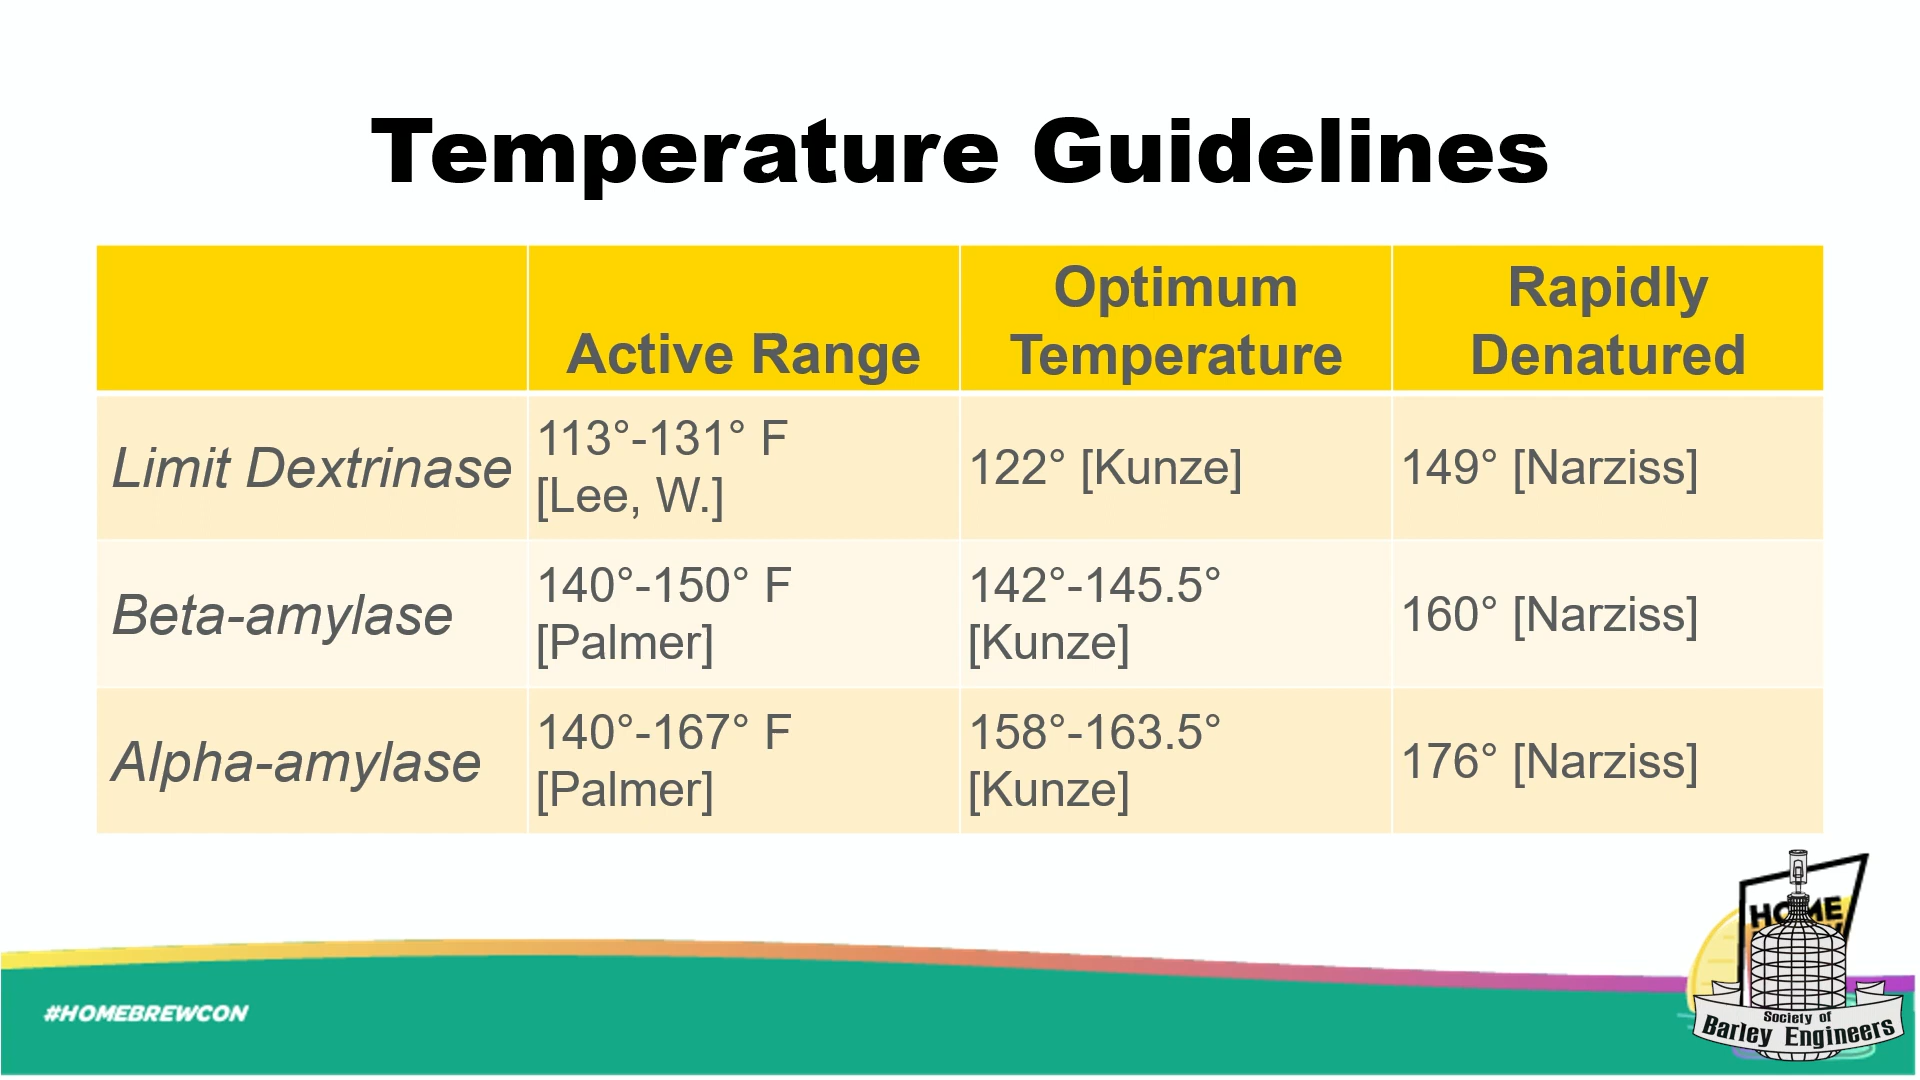 Temperature Guidelines
Active Range
Optimum
Temperature
Rapidly
Denatured
Limit Dextrinase
113°-131° F
[Lee, W.]
122° [Kunze]
149° [Narziss]
Beta-amylase
140°-150° F
[Palmer]
142°-145.5°
[Kunze]
160° [Narziss]
Alpha-amylase
140°-167° F
[Palmer]
158°-163.5°
[Kunze]
176° [Narziss]
#HOMEBREWCON
HOME
Society of
Barley Engineers